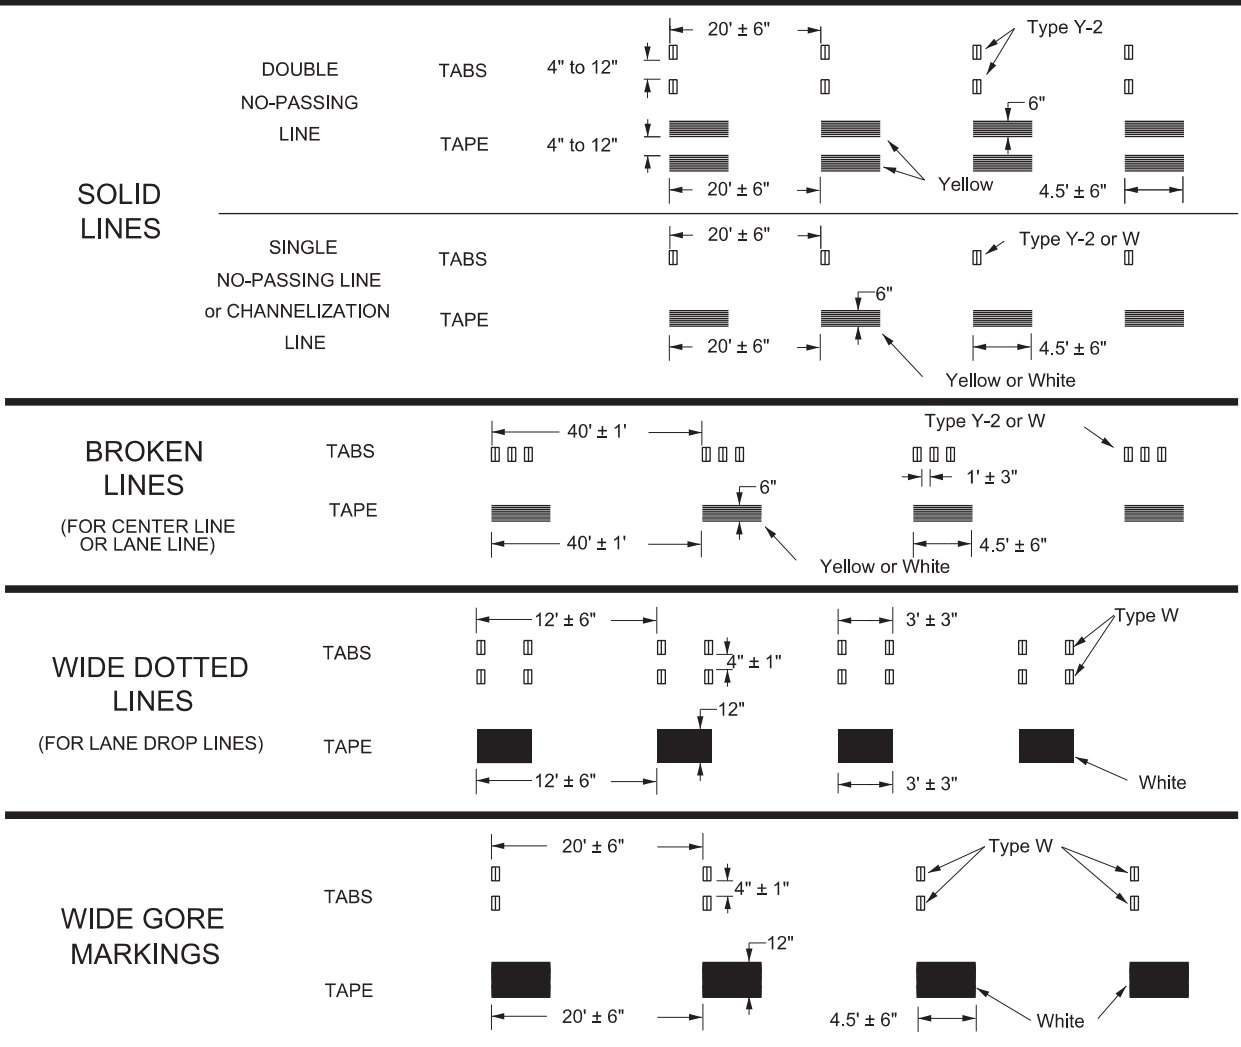 SOLID
LINES
DOUBLE
NO-PASSING
LINE
TABS
4" to 12"
20' ± 6"
Type Y-2
TAPE
4" to 12"
6"
Yellow
20' ± 6"
4.5' ± 6"
SINGLE
NO-PASSING LINE
or CHANNELIZATION
LINE
TABS
20' ± 6"
Type Y-2 or W
TAPE
6"
20' ± 6"
4.5' ± 6"
Yellow or White
BROKEN
LINES
(FOR CENTER LINE
OR LANE LINE)
TABS
40' ± 1'
Type Y-2 or W
1' ± 3"
TAPE
6"
40' ± 1'
4.5' ± 6"
Yellow or White
WIDE DOTTED
LINES
(FOR LANE DROP LINES)
TABS
12' ± 6"
3' ± 3"
Type W
4" ± 1"
TAPE
12"
12' ± 6"
3' ± 3"
White
WIDE GORE
MARKINGS
TABS
20' ± 6"
Type W
4" ± 1"
TAPE
12"
20' ± 6"
4.5' ± 6"
White